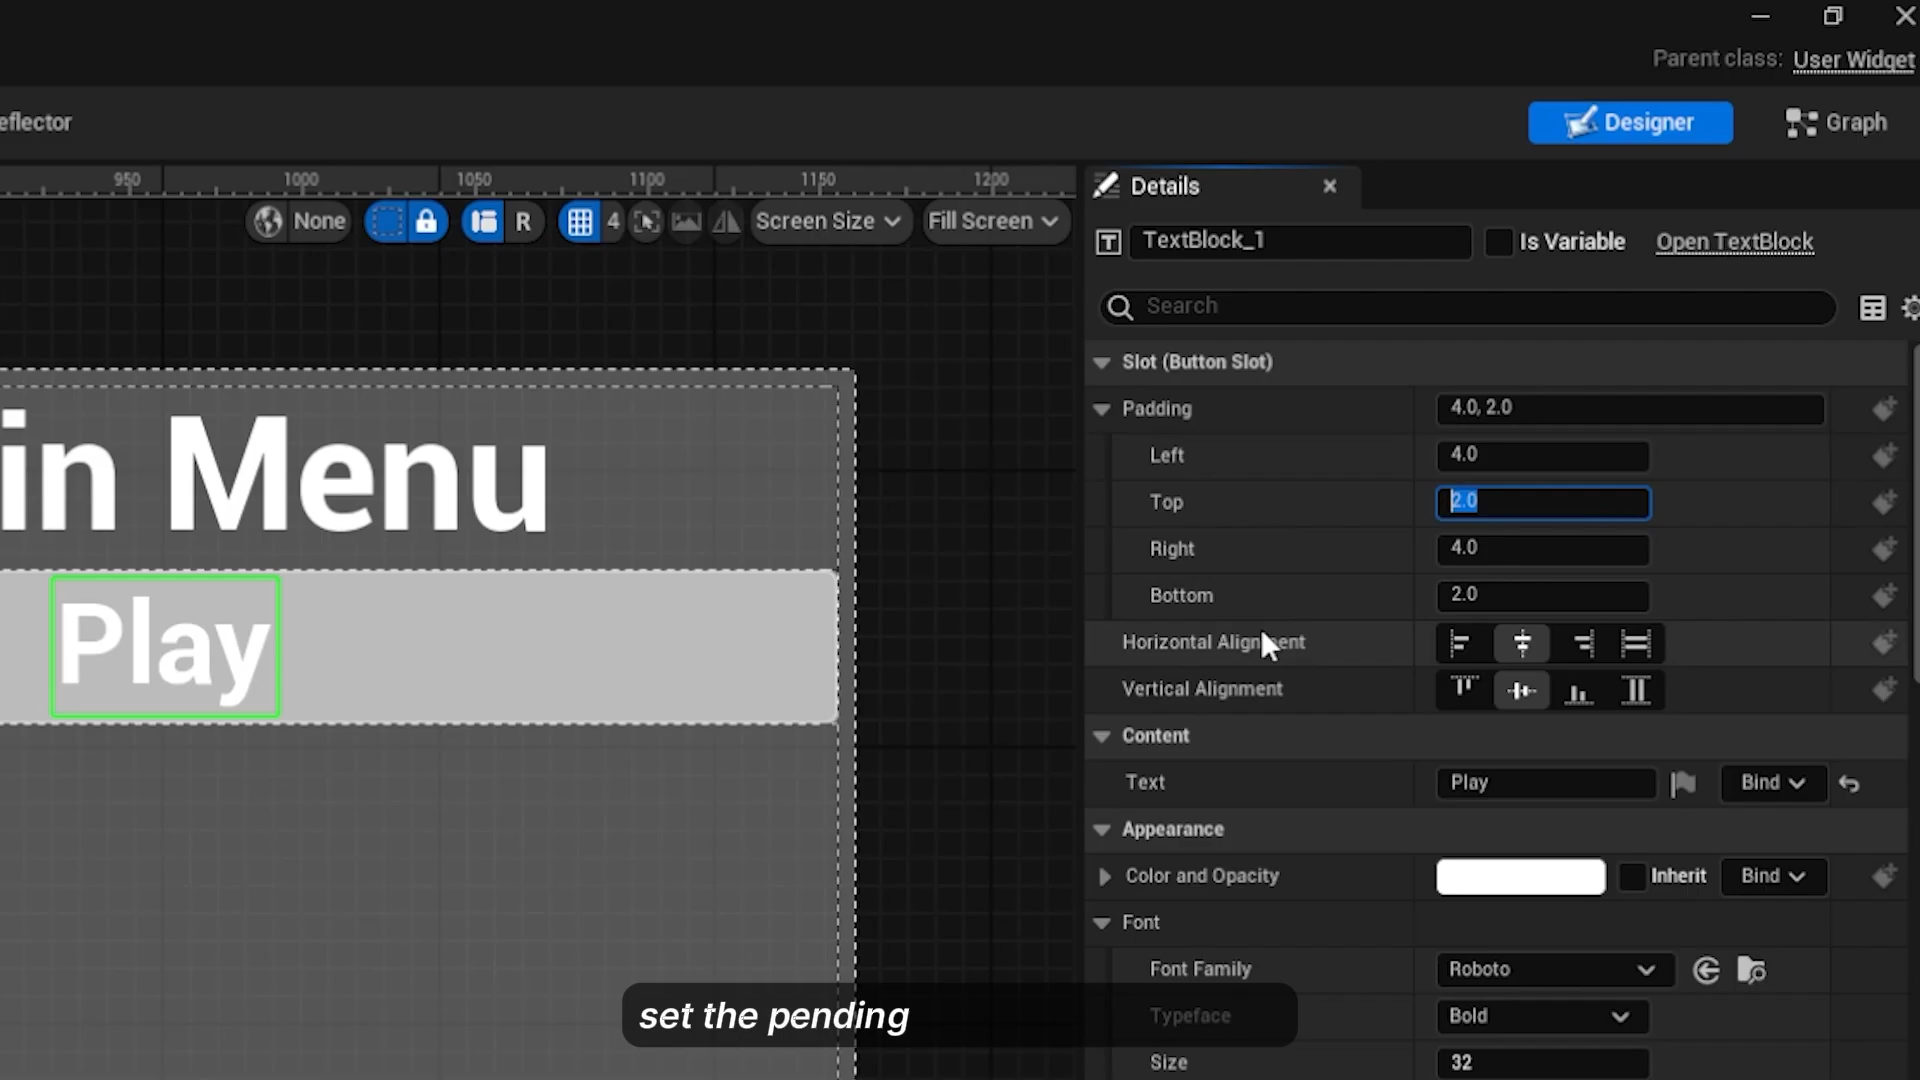 Parent class: User Widget
eflector
Designer
Graph
950 1000 1050 1100 1150 1200
None
R
4
Screen Size
Fill Screen
Details
TextBlock_1
Is Variable
Open TextBlock
Search
Slot (Button Slot)
Padding 4.0, 2.0
Left 4.0
Top 2.0
Right 4.0
Bottom 2.0
Horizontal Alignment
Vertical Alignment
Content
Text Play Bind
Appearance
Color and Opacity Inherit Bind
Font
Font Family Roboto
Typeface Bold
Size 32
in Menu
Play
set the pending